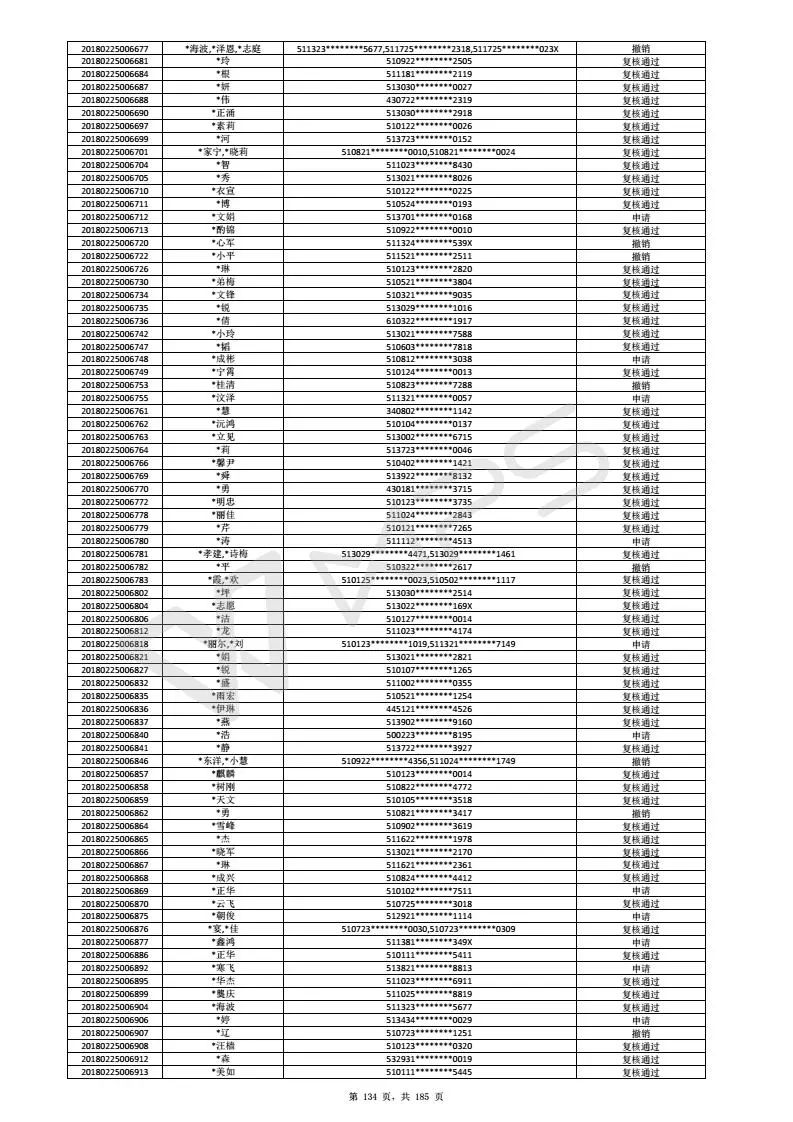 20180225006677 *海波,*泽恩,*志庭 511323********5677,511725********2318,511725********023X 撤销
20180225006681 *玲 510922********2505 复核通过
20180225006684 *根 511181********2119 复核通过
20180225006687 *妍 513030********0027 复核通过
20180225006688 *伟 430722********2319 复核通过
20180225006690 *正涌 513030********2918 复核通过
20180225006697 *素莉 510122********0026 复核通过
20180225006699 *河 513723********0152 复核通过
20180225006701 *家宁,*晓莉 510821********0010,510821********0024 复核通过
20180225006704 *智 511023********8430 复核通过
20180225006705 *秀 513021********8026 复核通过
20180225006710 *衣宣 510122********0225 复核通过
20180225006711 *博 510524********0193 复核通过
20180225006712 *文娟 513701********0168 申请
20180225006713 *酌锦 510922********0010 复核通过
20180225006720 *心军 511324********539X 撤销
20180225006722 *小平 511521********2511 撤销
20180225006726 *琳 510123********2820 复核通过
20180225006730 *弟梅 510521********3804 复核通过
20180225006734 *文锋 510321********9035 复核通过
20180225006735 *锐 513029********1016 复核通过
20180225006736 *倩 610322********1917 复核通过
20180225006742 *小玲 513021********7588 复核通过
20180225006747 *韬 510603********7818 复核通过
20180225006748 *成彬 510812********3038 申请
20180225006749 *宁霄 510124********0013 复核通过
20180225006753 *桂清 510823********7288 撤销
20180225006755 *汶泽 511321********0057 申请
20180225006761 *慧 340802********1142 复核通过
20180225006762 *沅鸿 510104********0137 复核通过
20180225006763 *立见 513002********6715 复核通过
20180225006764 *莉 513723********0046 复核通过
20180225006766 *馨尹 510402********1421 复核通过
20180225006769 *舜 513922********8132 复核通过
20180225006770 *勇 430181********3715 复核通过
20180225006772 *明忠 510123********3735 复核通过
20180225006778 *丽佳 511024********2843 复核通过
20180225006779 *芹 510121********7265 复核通过
20180225006780 *涛 511112********4513 申请
20180225006781 *孝建,*诗梅 513029********4471,513029********1461 复核通过
20180225006782 *平 510322********2617 撤销
20180225006783 *霞,*欢 510125********0023,510502********1117 复核通过
20180225006802 *坪 513030********2514 复核通过
20180225006804 *志愿 513022********169X 复核通过
20180225006806 *洁 510127********0014 复核通过
20180225006812 *龙 511023********4174 复核通过
20180225006818 *丽尔,*刘 510123********1019,511321********7149 申请
20180225006821 *娟 513021********2821 复核通过
20180225006827 *锐 510107********1265 复核通过
20180225006832 *盛 511002********0355 复核通过
20180225006835 *雨宏 510521********1254 复核通过
20180225006836 *伊琳 445121********4526 复核通过
20180225006837 *燕 513902********9160 复核通过
20180225006840 *浩 500223********8195 申请
20180225006841 *静 513722********3927 复核通过
20180225006846 *东洋,*小慧 510922********4356,511024********1749 撤销
20180225006857 *麒麟 510123********0014 复核通过
20180225006858 *树刚 510822********4772 复核通过
20180225006859 *天文 510105********3518 复核通过
20180225006862 *勇 510821********3417 撤销
20180225006864 *雪峰 510902********3619 复核通过
20180225006865 *杰 511622********1978 复核通过
20180225006866 *晓军 513021********2170 复核通过
20180225006867 *琳 511621********2361 复核通过
20180225006868 *成兴 510824********4412 复核通过
20180225006869 *正华 510102********7511 申请
20180225006870 *云飞 510725********3018 复核通过
20180225006875 *朝俊 512921********1114 申请
20180225006876 *宴,*佳 510723********0030,510723********0309 复核通过
20180225006877 *鑫鸿 511381********349X 申请
20180225006886 *正华 510111********5411 复核通过
20180225006892 *寒飞 513821********8813 申请
20180225006895 *华杰 511023********6911 复核通过
20180225006899 *龔庆 511025********8819 复核通过
20180225006904 *海波 511323********5677 复核通过
20180225006906 *婷 513434********0029 申请
20180225006907 *辽 510723********1251 撤销
20180225006908 *汪樯 510123********0320 复核通过
20180225006912 *森 532931********0019 复核通过
20180225006913 *美如 510111********5445 复核通过
第 134 页，共 185 页